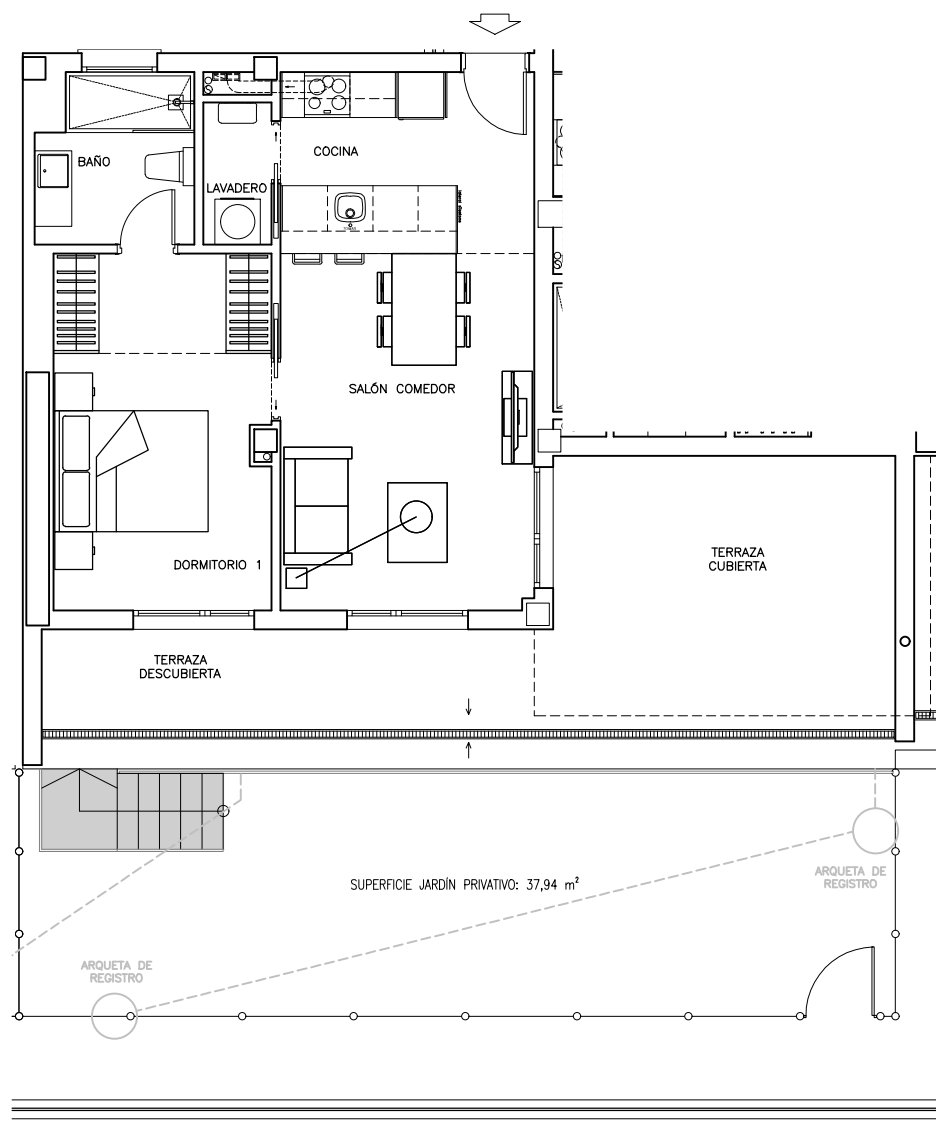 COCINA
BAÑO
LAVADERO
SALÓN COMEDOR
DORMITORIO 1
TERRAZA
CUBIERTA
TERRAZA
DESCUBIERTA
SUPERFICIE JARDÍN PRIVATIVO: 37,94 m²
ARQUETA DE
REGISTRO
ARQUETA DE
REGISTRO